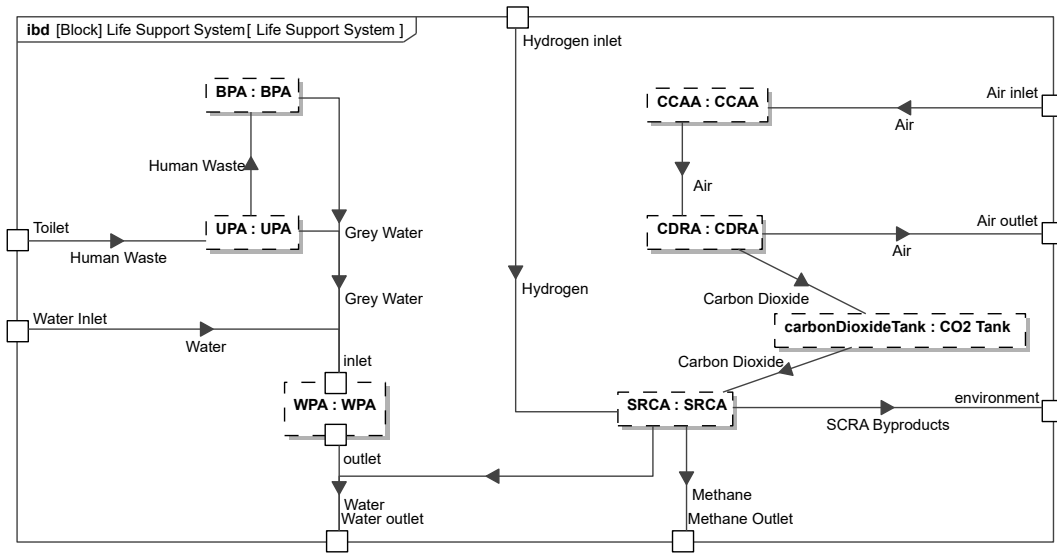 ibd [Block] Life Support System[ Life Support System ]
Hydrogen inlet
BPA : BPA
CCAA : CCAA
Air inlet
Air
Human Waste
Air
Toilet
UPA : UPA
Grey Water
CDRA : CDRA
Air outlet
Human Waste
Air
Hydrogen
Grey Water
Carbon Dioxide
Water Inlet
carbonDioxideTank : CO2 Tank
Water
inlet
Carbon Dioxide
WPA : WPA
SRCA : SRCA
environment
SCRA Byproducts
outlet
Water
Methane
Water outlet
Methane Outlet